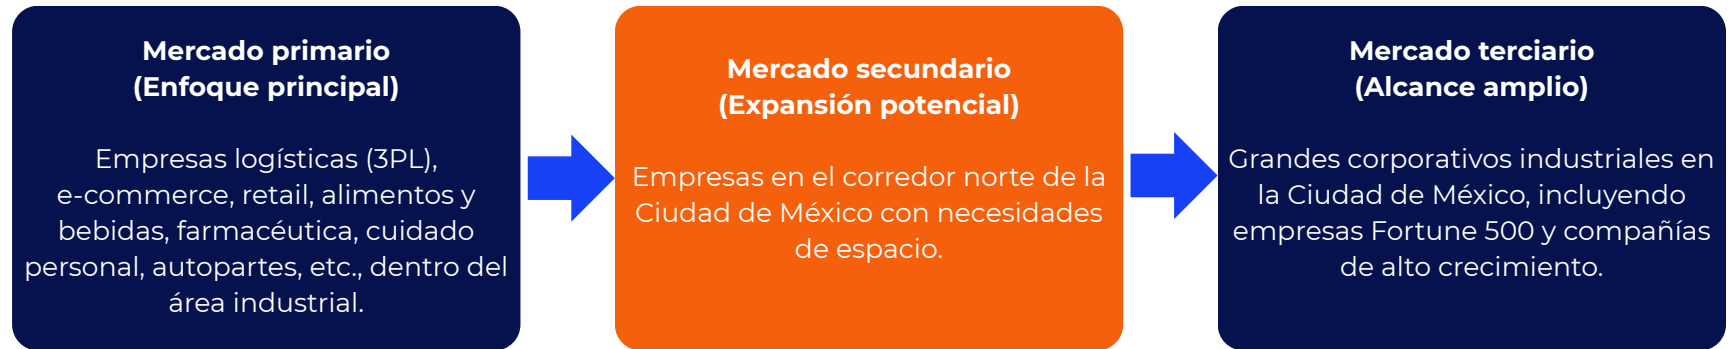 Mercado primario
(Enfoque principal)
Empresas logísticas (3PL),
e-commerce, retail, alimentos y
bebidas, farmacéutica, cuidado
personal, autopartes, etc., dentro del
área industrial.
Mercado secundario
(Expansión potencial)
Empresas en el corredor norte de la
Ciudad de México con necesidades
de espacio.
Mercado terciario
(Alcance amplio)
Grandes corporativos industriales en
la Ciudad de México, incluyendo
empresas Fortune 500 y compañías
de alto crecimiento.